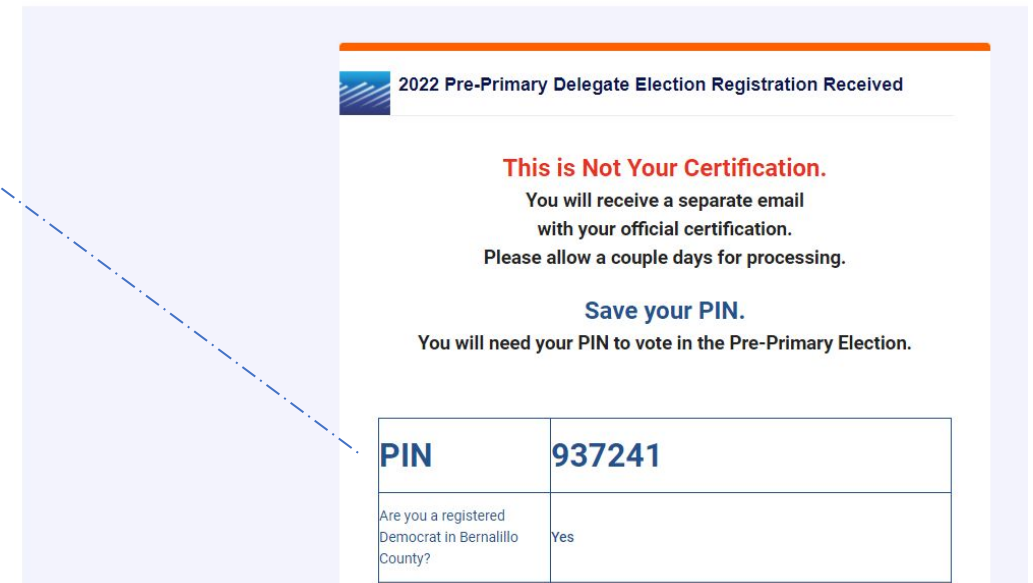 2022 Pre-Primary Delegate Election Registration Received
This is Not Your Certification.
You will receive a separate email
with your official certification.
Please allow a couple days for processing.
Save your PIN.
You will need your PIN to vote in the Pre-Primary Election.
PIN 937241
Are you a registered
Democrat in Bernalillo Yes
County?